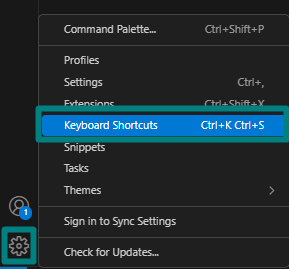 Command Palette... Ctrl+Shift+P
Profiles
Settings Ctrl+,
Extensions Ctrl+Shift+X
Keyboard Shortcuts Ctrl+K Ctrl+S
Snippets
Tasks
Themes
1
Sign in to Sync Settings
Check for Updates...